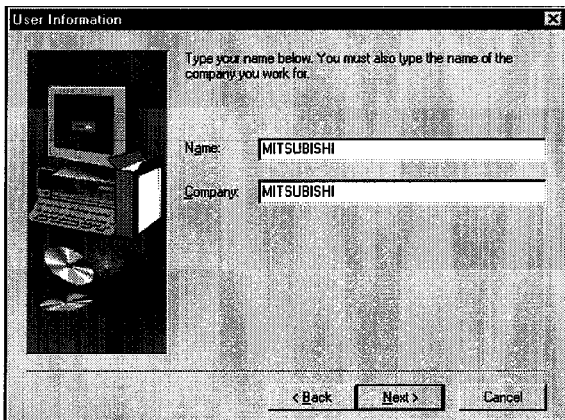 User Information
Type your name below. You must also type the name of the
company you work for.
Name:
MITSUBISHI
Company:
MITSUBISHI
< Back
Next >
Cancel